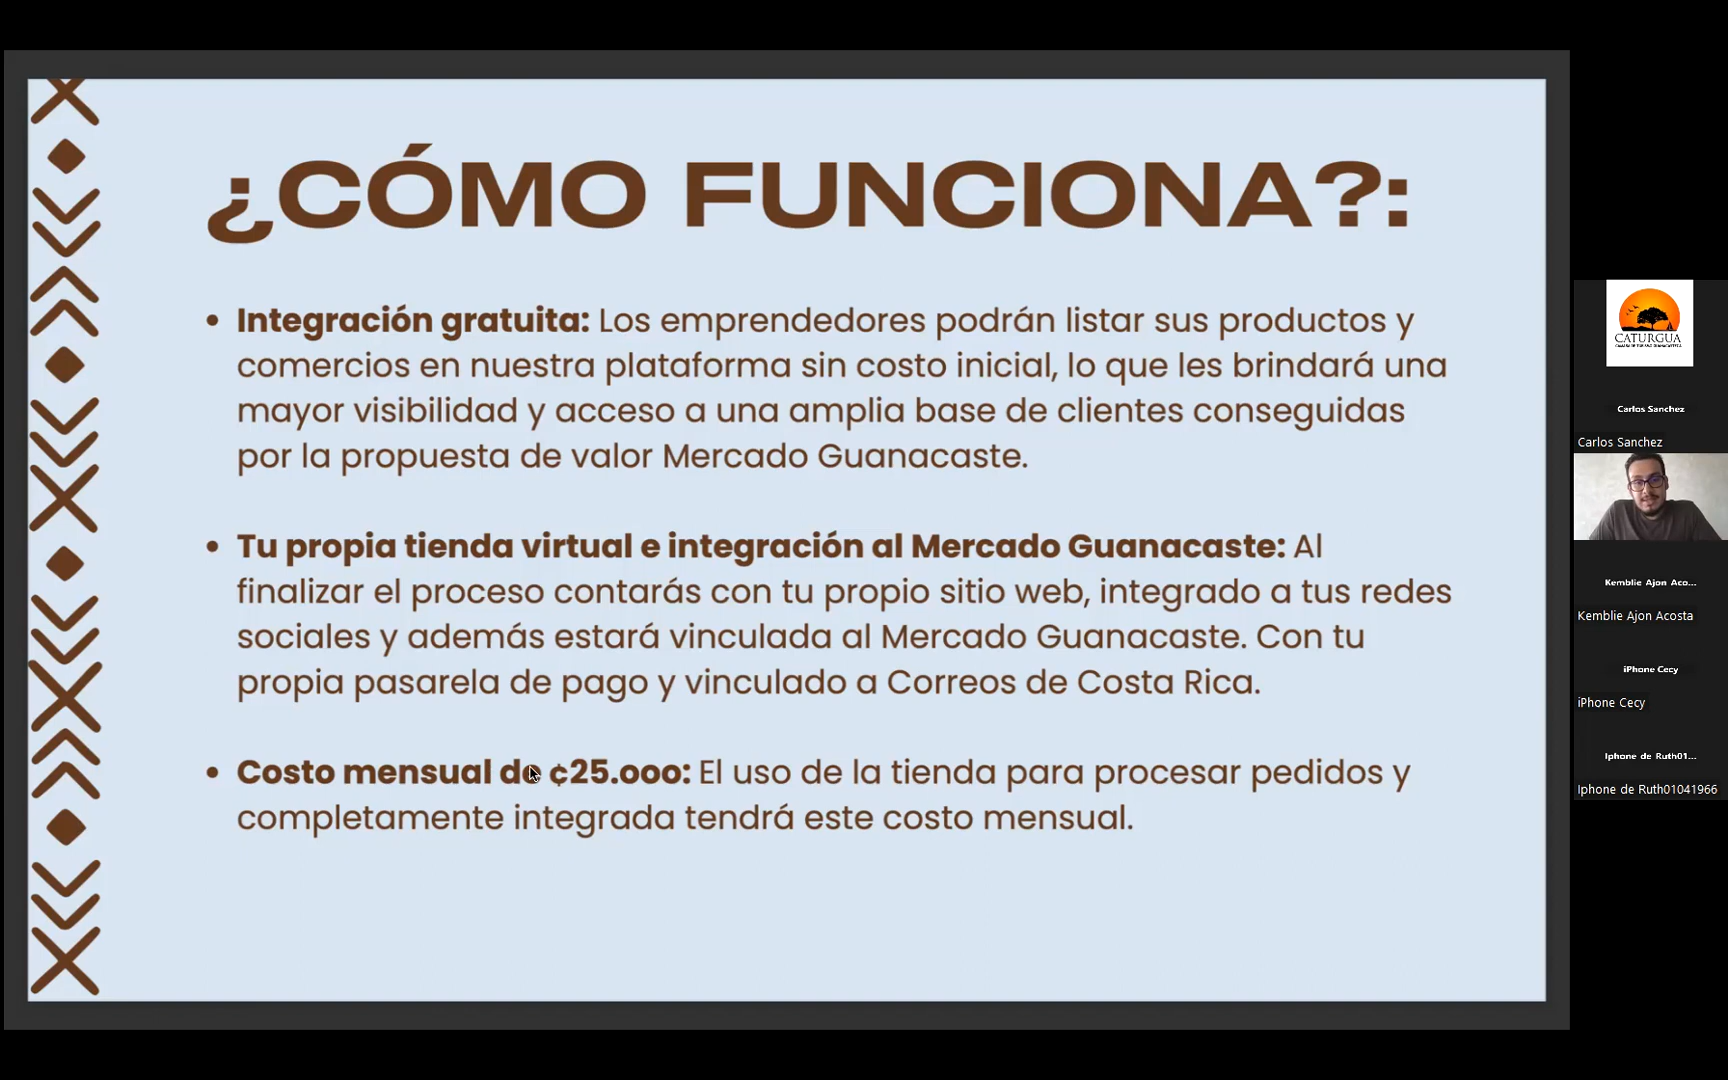 ¿CÓMO FUNCIONA?:
• Integración gratuita: Los emprendedores podrán listar sus productos y
comercios en nuestra plataforma sin costo inicial, lo que les brindará una
mayor visibilidad y acceso a una amplia base de clientes conseguidas
por la propuesta de valor Mercado Guanacaste.
• Tu propia tienda virtual e integración al Mercado Guanacaste: Al
finalizar el proceso contarás con tu propio sitio web, integrado a tus redes
sociales y además estará vinculada al Mercado Guanacaste. Con tu
propia pasarela de pago y vinculado a Correos de Costa Rica.
• Costo mensual de ¢25.ooo: El uso de la tienda para procesar pedidos y
completamente integrada tendrá este costo mensual.
CATURGUA
Carlos Sanchez
Carlos Sanchez
Kemblie Ajon Aco...
Kemblie Ajon Acosta
iPhone Cecy
iPhone Cecy
Iphone de Ruth01...
Iphone de Ruth01041966